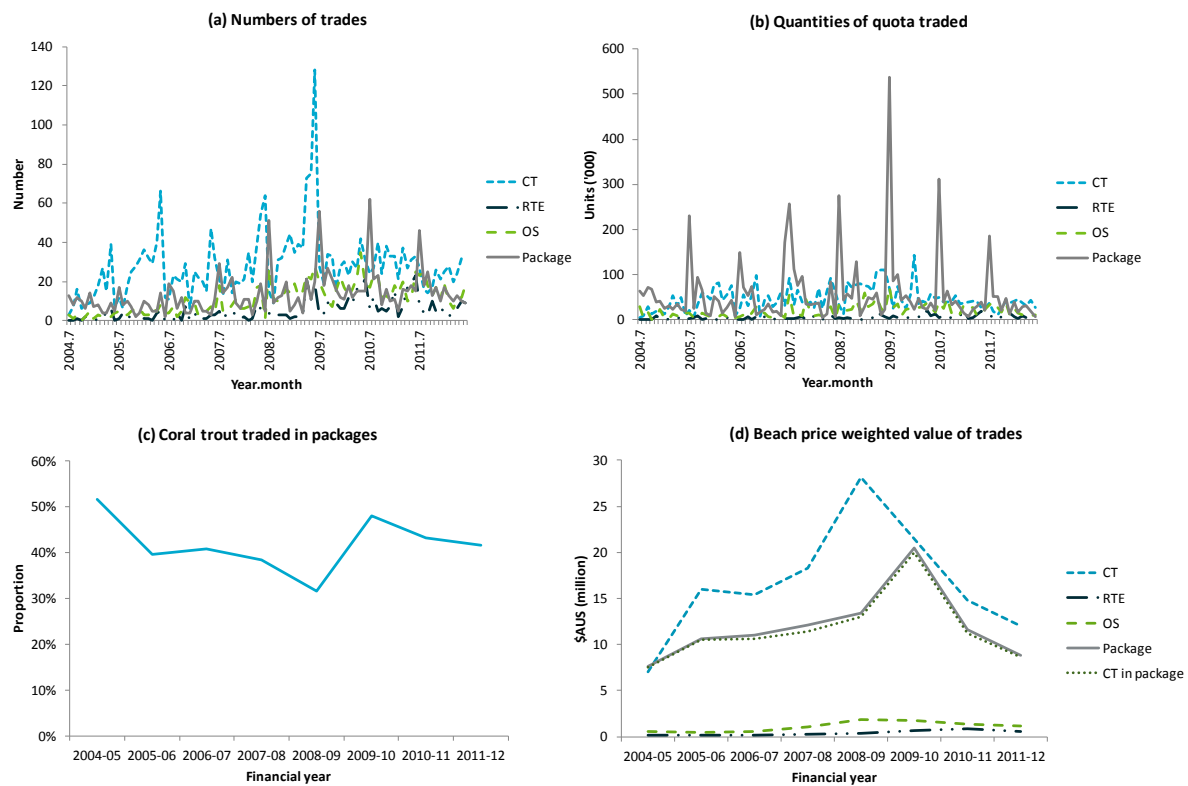 (a) Numbers of trades
140
120
100
80
60
40
20
0
Number
2004.7
2005.7
2006.7
2007.7
2008.7
2009.7
2010.7
2011.7
Year.month
CT
RTE
OS
Package
(b) Quantities of quota traded
600
500
400
300
200
100
0
Units ('000)
2004.7
2005.7
2006.7
2007.7
2008.7
2009.7
2010.7
2011.7
Year.month
CT
RTE
OS
Package
(c) Coral trout traded in packages
60%
50%
40%
30%
20%
10%
0%
Proportion
2004-05 2005-06 2006-07 2007-08 2008-09 2009-10 2010-11 2011-12
Financial year
(d) Beach price weighted value of trades
30
25
20
15
10
5
0
$AUS (million)
2004-05 2005-06 2006-07 2007-08 2008-09 2009-10 2010-11 2011-12
Financial year
CT
RTE
OS
Package
CT in package